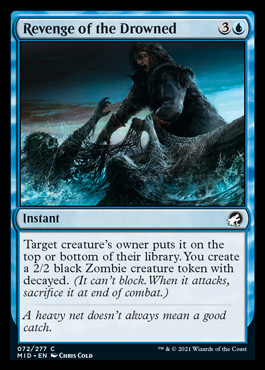 Revenge of the Drowned 3
Instant
Target creature's owner puts it on the
top or bottom of their library. You create
a 2/2 black Zombie creature token with
decayed. (It can't block. When it attacks,
sacrifice it at end of combat.)
A heavy net doesn't always mean a good
catch.
072/277 C
MID • EN Chris Cold
™ & © 2021 Wizards of the Coast